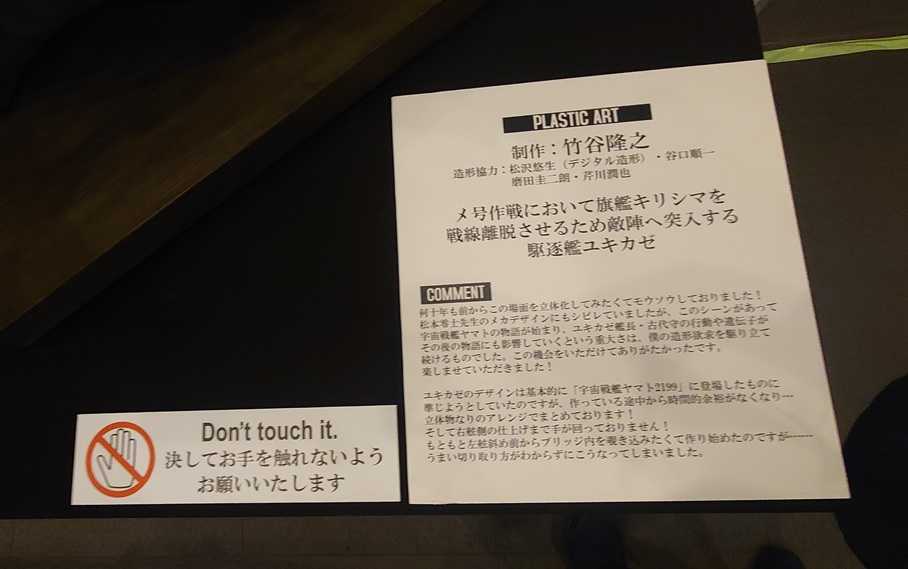 PLASTIC ART
制作：竹谷隆之
造形協力：松沢悠生（デジタル造形）・谷口順一
磨田圭二朗・芹川潤也
メ号作戦において旗艦キリシマを
戦線離脱させるため敵陣へ突入する
駆逐艦ユキカゼ
COMMENT
何十年も前からこの場面を立体化してみたくてモウソウしておりました！
松本零士先生のメカデザインにもシビレていましたが、このシーンがあって
宇宙戦艦ヤマトの物語が始まり、ユキカゼ艦長・古代守の行動や遺伝子が
その後の物語にも影響していくという重大さは、僕の造形欲求を駆り立て
続けるものでした。この機会をいただけてありがたかったです。
楽しませていただきました！
ユキカゼのデザインは基本的に「宇宙戦艦ヤマト2199」に登場したものに
準じようとしていたのですが、作っている途中から時間的余裕がなくなり…
立体物なりのアレンジでまとめております！
そして右舷側の仕上げまで手が回っておりません！
もともと左舷斜め前からブリッジ内を覗き込みたくて作り始めたのですが……
うまい切り取り方がわからずにこうなってしまいました。
Don't touch it.
決してお手を触れないよう
お願いいたします